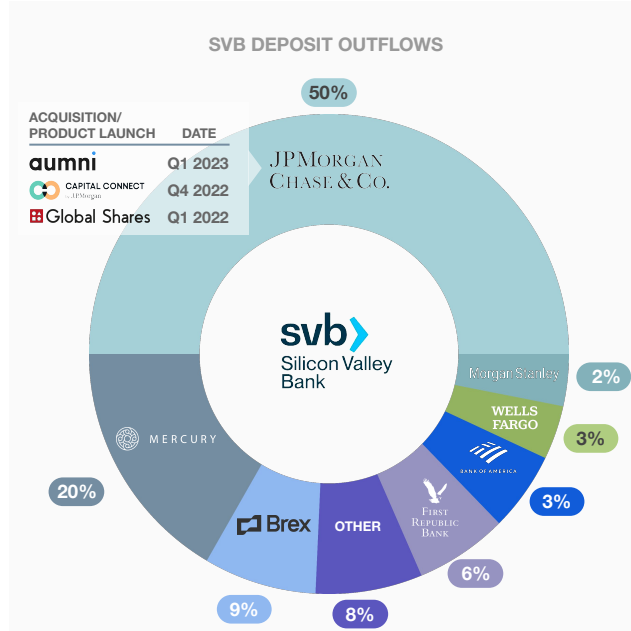 SVB DEPOSIT OUTFLOWS
50%
ACQUISITION/
PRODUCT LAUNCH DATE
aumni Q1 2023
CAPITAL CONNECT Q4 2022
by J.P.Morgan
Global Shares Q1 2022
JPMORGAN
CHASE & CO.
svb
Silicon Valley
Bank
Morgan Stanley
2%
WELLS
FARGO
3%
BANK OF AMERICA
3%
FIRST
REPUBLIC
BANK
6%
OTHER
8%
Brex
9%
MERCURY
20%